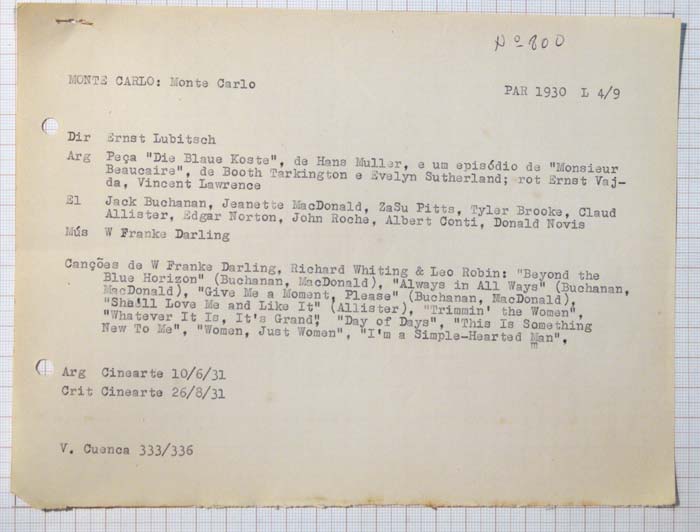 Nº 800
MONTE CARLO: Monte Carlo
PAR 1930 L 4/9
Dir Ernst Lubitsch
Arg Peça "Die Blaue Koste", de Hans Muller, e um episódio de "Monsieur
Beaucaire", de Booth Tarkington e Evelyn Sutherland; rot Ernst Vaj-
da, Vincent Lawrence
El Jack Buchanan, Jeanette MacDonald, ZaSu Pitts, Tyler Brooke, Claud
Allister, Edgar Norton, John Roche, Albert Conti, Donald Novis
Mús W Franke Darling
Canções de W Franke Darling, Richard Whiting & Leo Robin: "Beyond the
Blue Horizon" (Buchanan, MacDonald), "Always in All Ways" (Buchanan,
MacDonald), "Give Me a Moment, Please" (Buchanan, MacDonald),
"She'll Love Me and Like It" (Allister), "Trimmin' the Women",
"Whatever It Is, It's Grand", "Day of Days", "This Is Something
New To Me", "Women, Just Women", "I'm a Simple-Hearted Man",
Arg Cinearte 10/6/31
Crit Cinearte 26/8/31
V. Cuenca 333/336